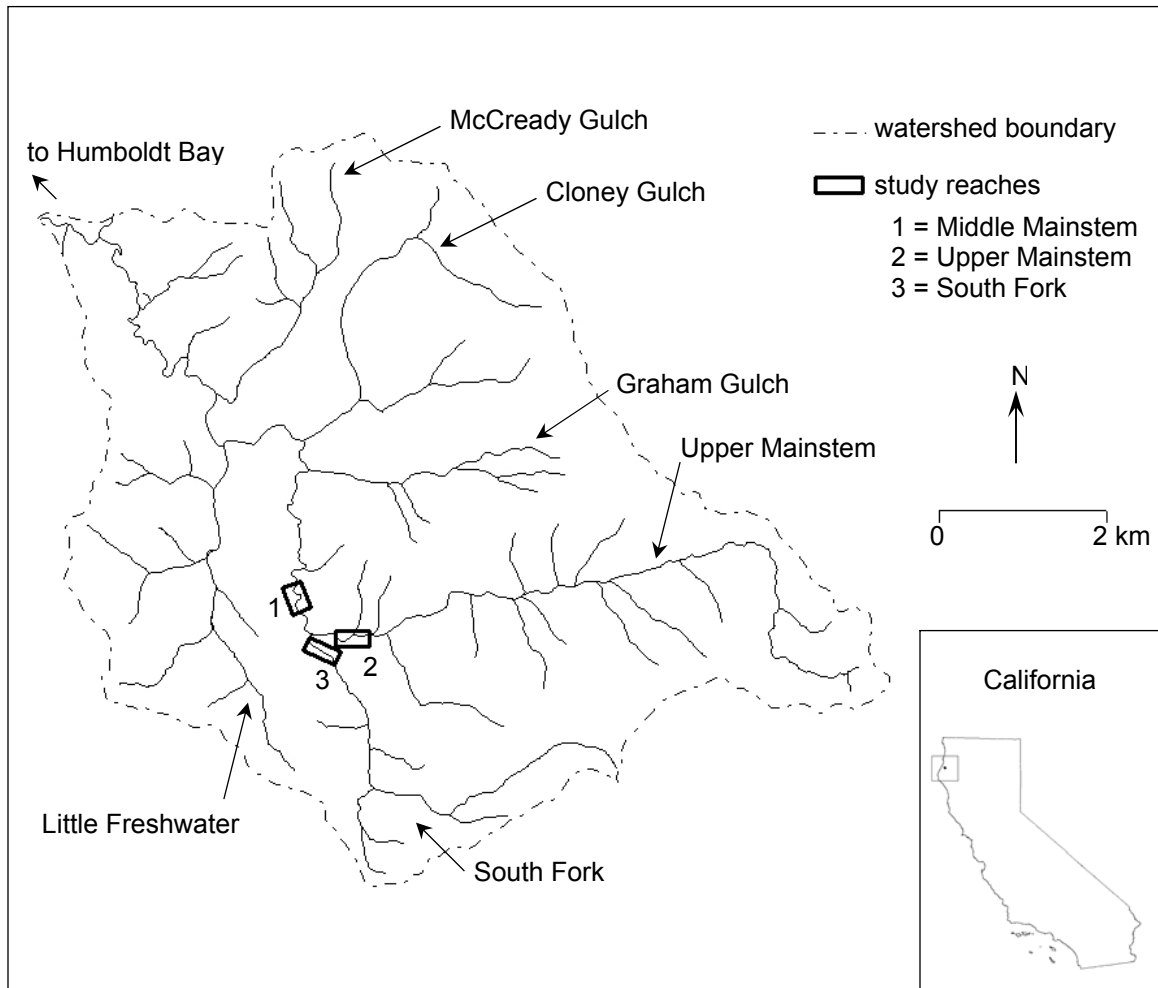 McCready Gulch
to Humboldt Bay
Cloney Gulch
watershed boundary
study reaches
1 = Middle Mainstem
2 = Upper Mainstem
3 = South Fork
Graham Gulch
Upper Mainstem
N
0 2 km
1
2
3
Little Freshwater
South Fork
California